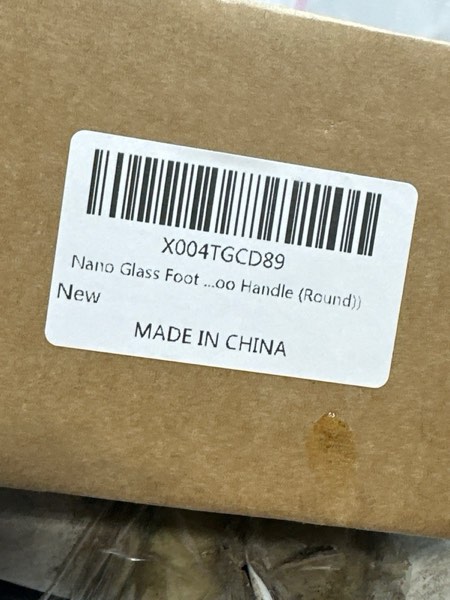 X004TGCD89
Nano Glass Foot ...oo Handle (Round))
New
MADE IN CHINA